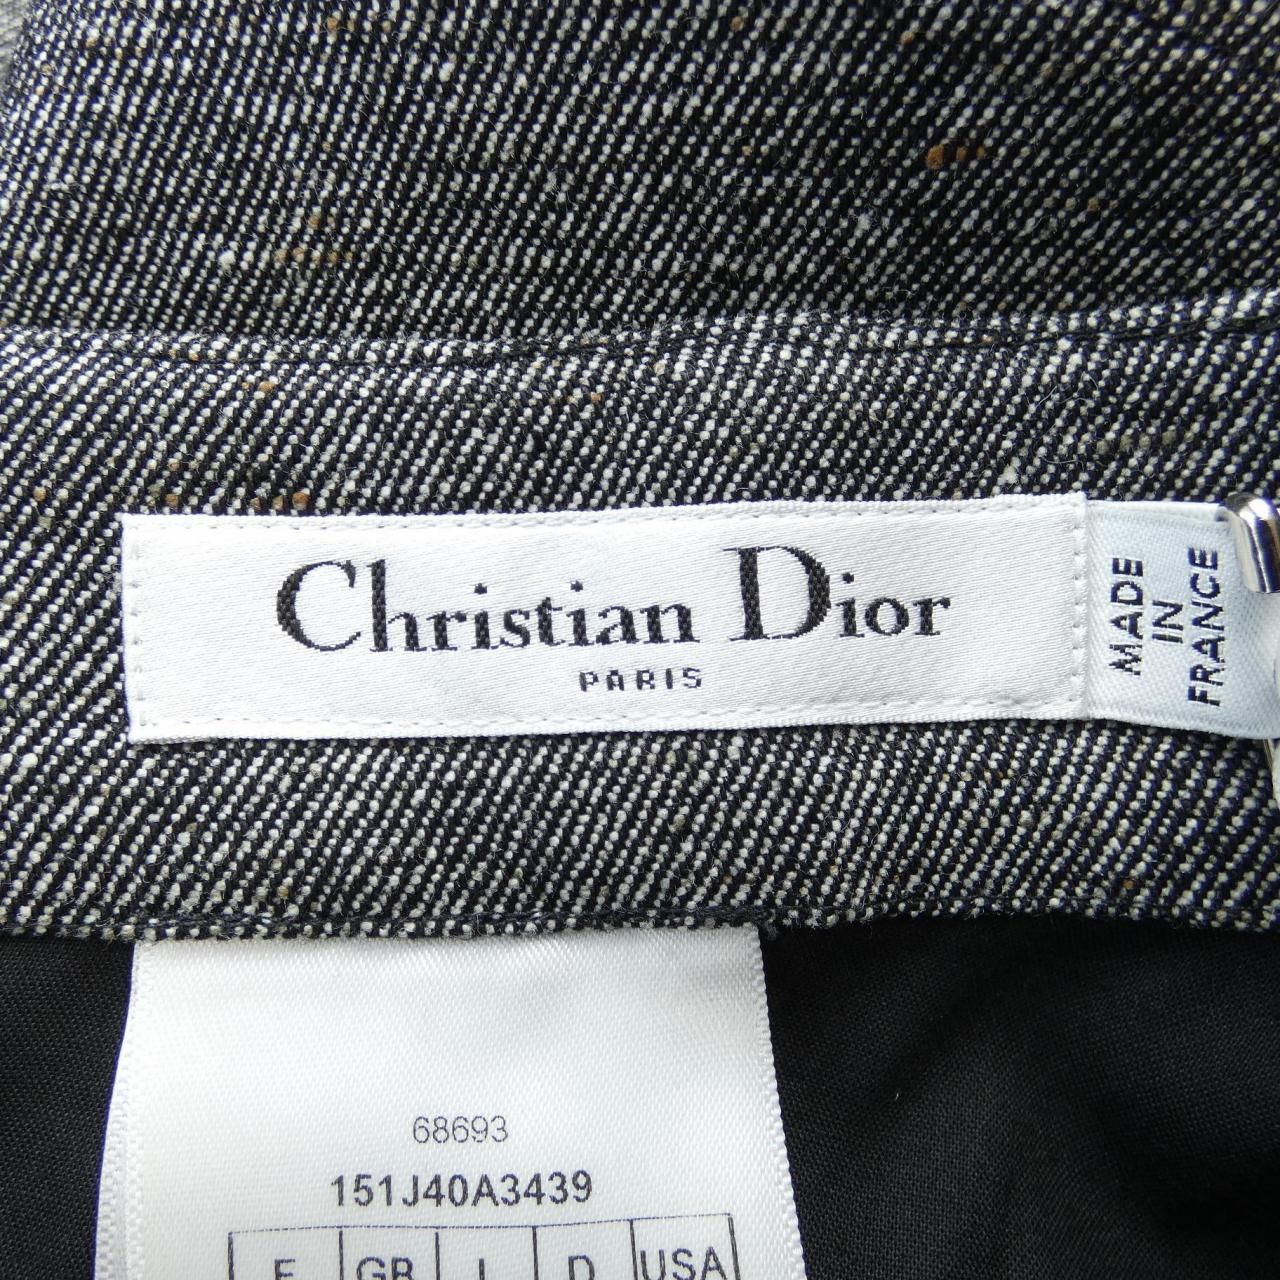 Christian Dior
PARIS
MADE
IN
FRANCE
68693
151J40A3439
F GB I D USA